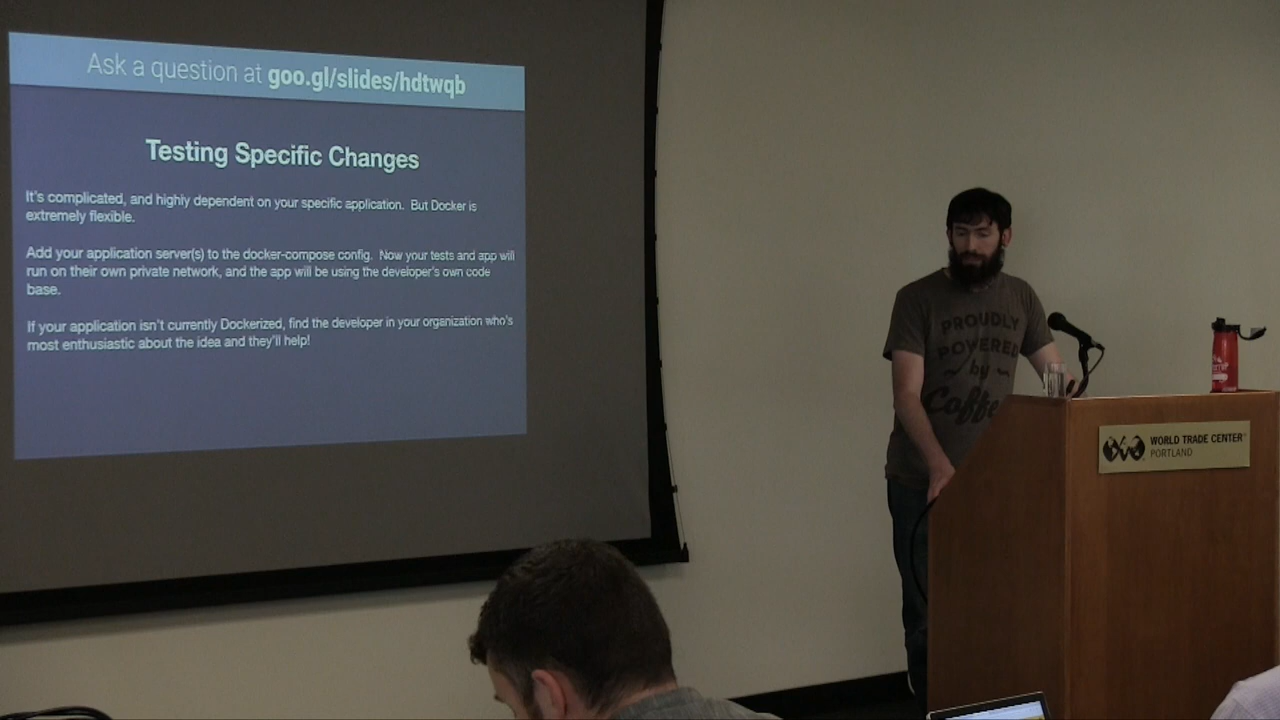 Ask a question at goo.gl/slides/hdtwqb
Testing Specific Changes
It's complicated, and highly dependent on your specific application. But Docker is
extremely flexible.
Add your application server(s) to the docker-compose config. Now your tests and app will
run on their own private network, and the app will be using the developer's own code
base.
If your application isn't currently Dockerized, find the developer in your organization who's
most enthusiastic about the idea and they'll help!
PROUDLY
POWERED
by
Coffe
WORLD TRADE CENTER
PORTLAND